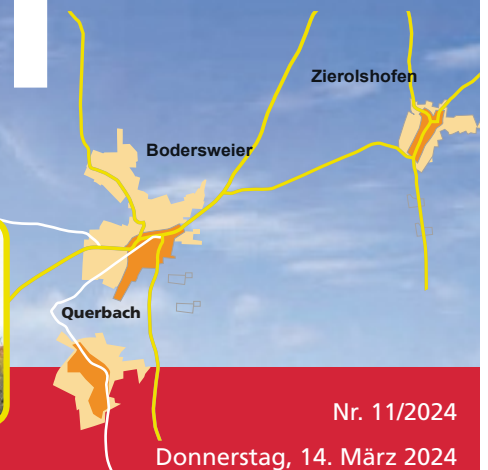 Zierolshofen
Bodersweier
Querbach
Nr. 11/2024
Donnerstag, 14. März 2024